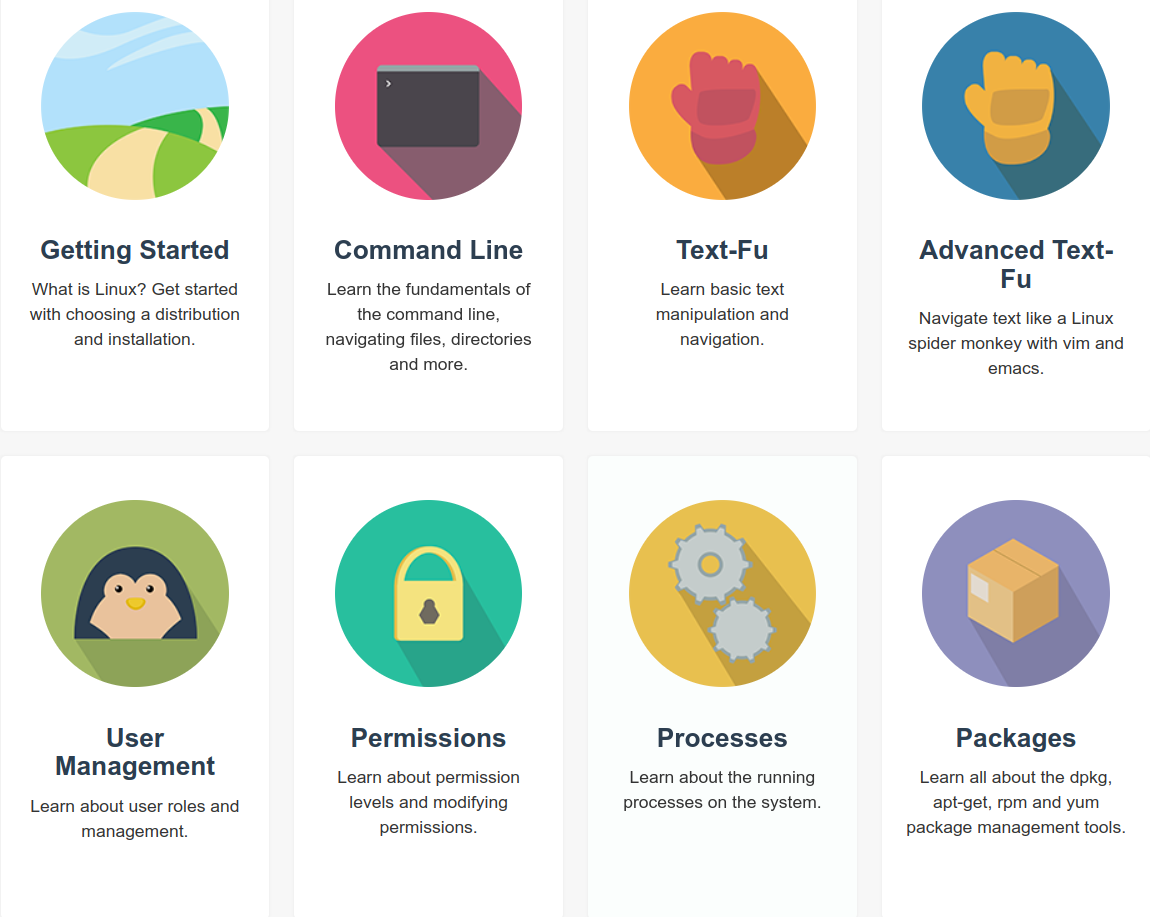 Getting Started
What is Linux? Get started
with choosing a distribution
and installation.
Command Line
Learn the fundamentals of
the command line,
navigating files, directories
and more.
Text-Fu
Learn basic text
manipulation and
navigation.
Advanced Text-
Fu
Navigate text like a Linux
spider monkey with vim and
emacs.
User
Management
Learn about user roles and
management.
Permissions
Learn about permission
levels and modifying
permissions.
Processes
Learn about the running
processes on the system.
Packages
Learn all about the dpkg,
apt-get, rpm and yum
package management tools.